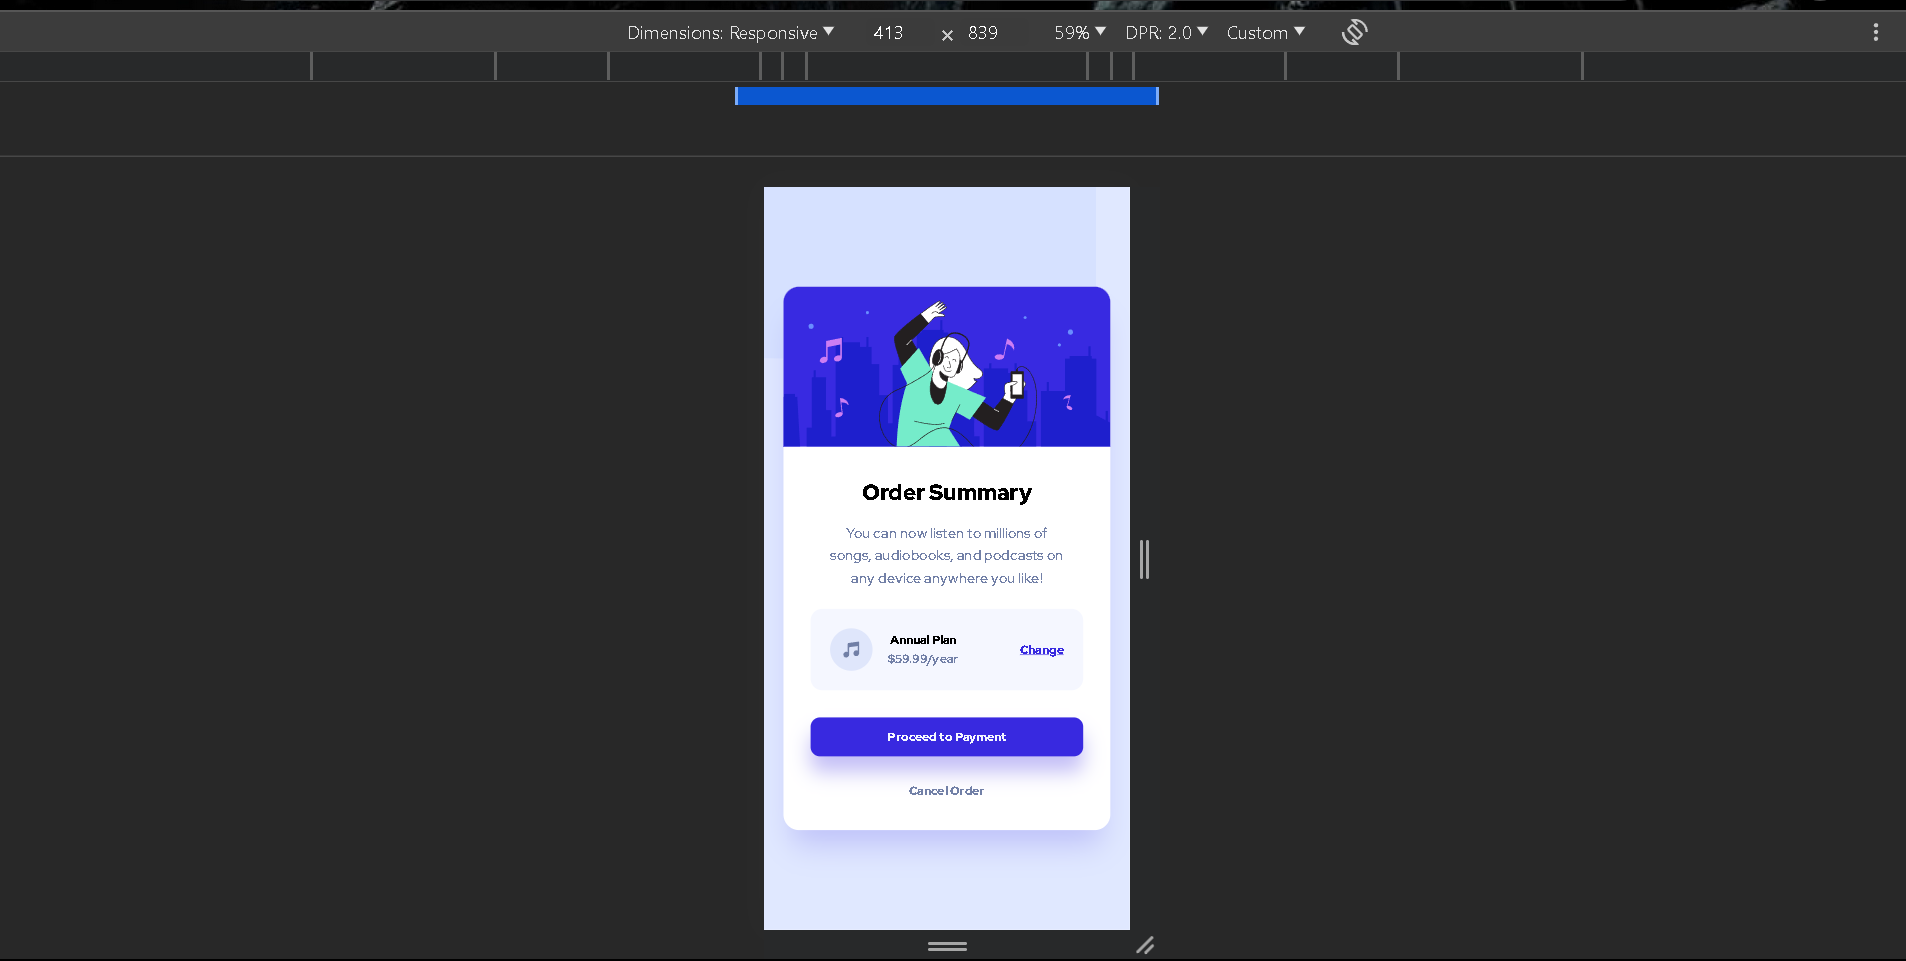 Dimensions: Responsive 413 × 839 59% DPR: 2.0 Custom
Order Summary
You can now listen to millions of
songs, audiobooks, and podcasts on
any device anywhere you like!
Annual Plan
$59.99/year
Change
Proceed to Payment
Cancel Order